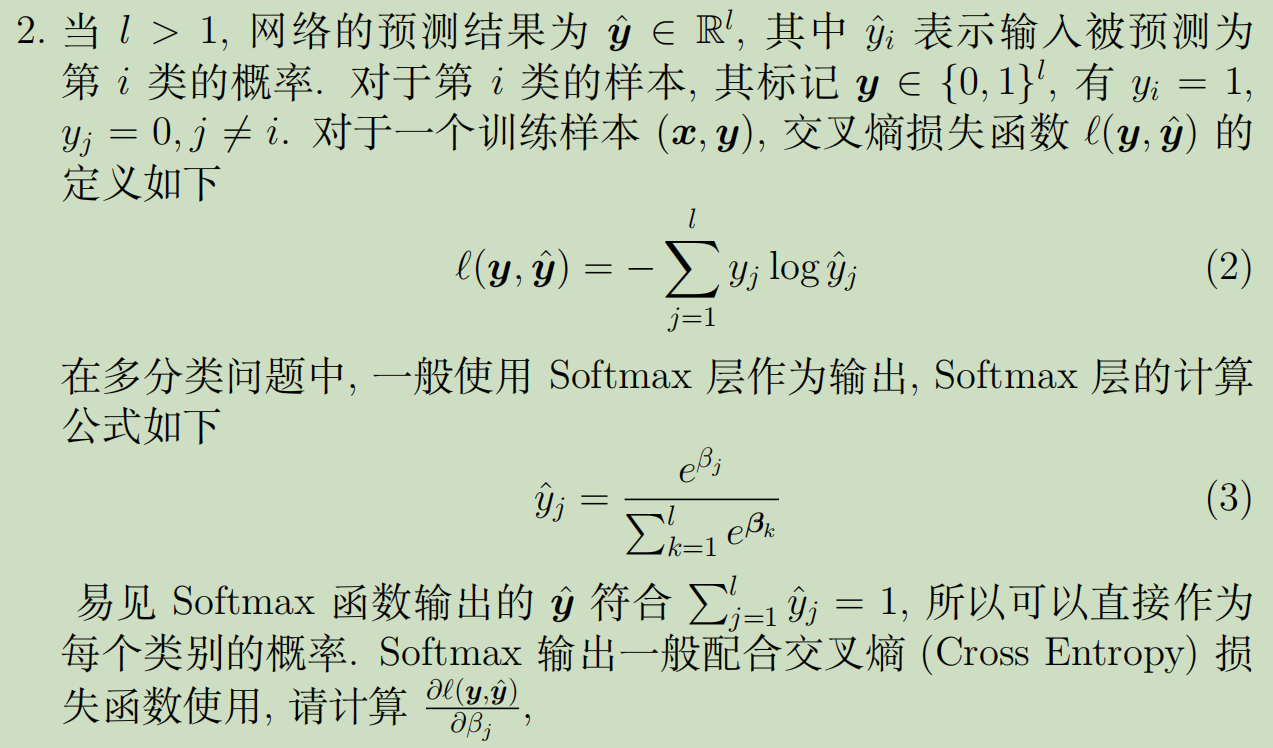 2. 当 $l > 1$, 网络的预测结果为 $\hat{\boldsymbol{y}} \in \mathbb{R}^l$, 其中 $\hat{y}_i$ 表示输入被预测为
第 $i$ 类的概率. 对于第 $i$ 类的样本, 其标记 $\boldsymbol{y} \in \{0, 1\}^l$, 有 $y_i = 1$,
$y_j = 0, j \neq i$. 对于一个训练样本 $(\boldsymbol{x}, \boldsymbol{y})$, 交叉熵损失函数 $\ell(\boldsymbol{y}, \hat{\boldsymbol{y}})$ 的
定义如下
$\ell(\boldsymbol{y}, \hat{\boldsymbol{y}}) = -\sum_{j=1}^{l} y_j \log \hat{y}_j$ (2)
在多分类问题中, 一般使用 Softmax 层作为输出, Softmax 层的计算
公式如下
$\hat{y}_j = \frac{e^{\beta_j}}{\sum_{k=1}^{l} e^{\boldsymbol{\beta}_k}}$ (3)
易见 Softmax 函数输出的 $\hat{\boldsymbol{y}}$ 符合 $\sum_{j=1}^{l} \hat{y}_j = 1$, 所以可以直接作为
每个类别的概率. Softmax 输出一般配合交叉熵 (Cross Entropy) 损
失函数使用, 请计算 $\frac{\partial \ell(\boldsymbol{y}, \hat{\boldsymbol{y}})}{\partial \beta_j}$,